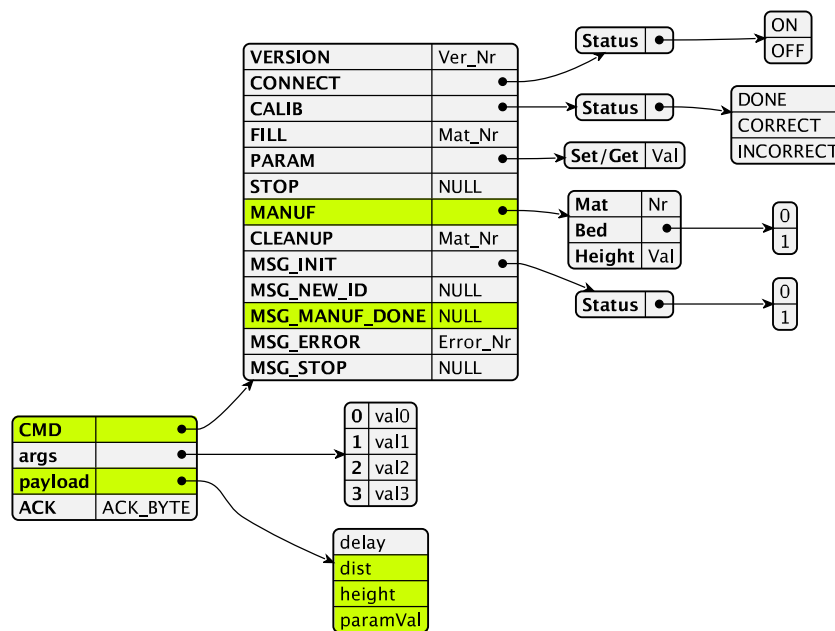 ON
OFF
Status
VERSION Ver_Nr
CONNECT
CALIB
FILL Mat_Nr
PARAM
STOP NULL
MANUF
CLEANUP Mat_Nr
MSG_INIT
MSG_NEW_ID NULL
MSG_MANUF_DONE NULL
MSG_ERROR Error_Nr
MSG_STOP NULL
Status
DONE
CORRECT
INCORRECT
Set/Get Val
Mat Nr
Bed
Height Val
0
1
Status
0
1
CMD
args
payload
ACK ACK_BYTE
0 val0
1 val1
2 val2
3 val3
delay
dist
height
paramVal